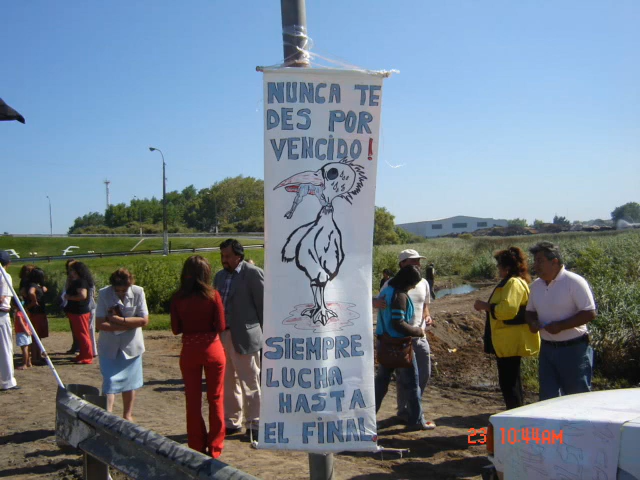 NUNCA TE
DES POR
VENCIDO!
SIEMPRE
LUCHA
HASTA
EL FINAL
23 10:44AM